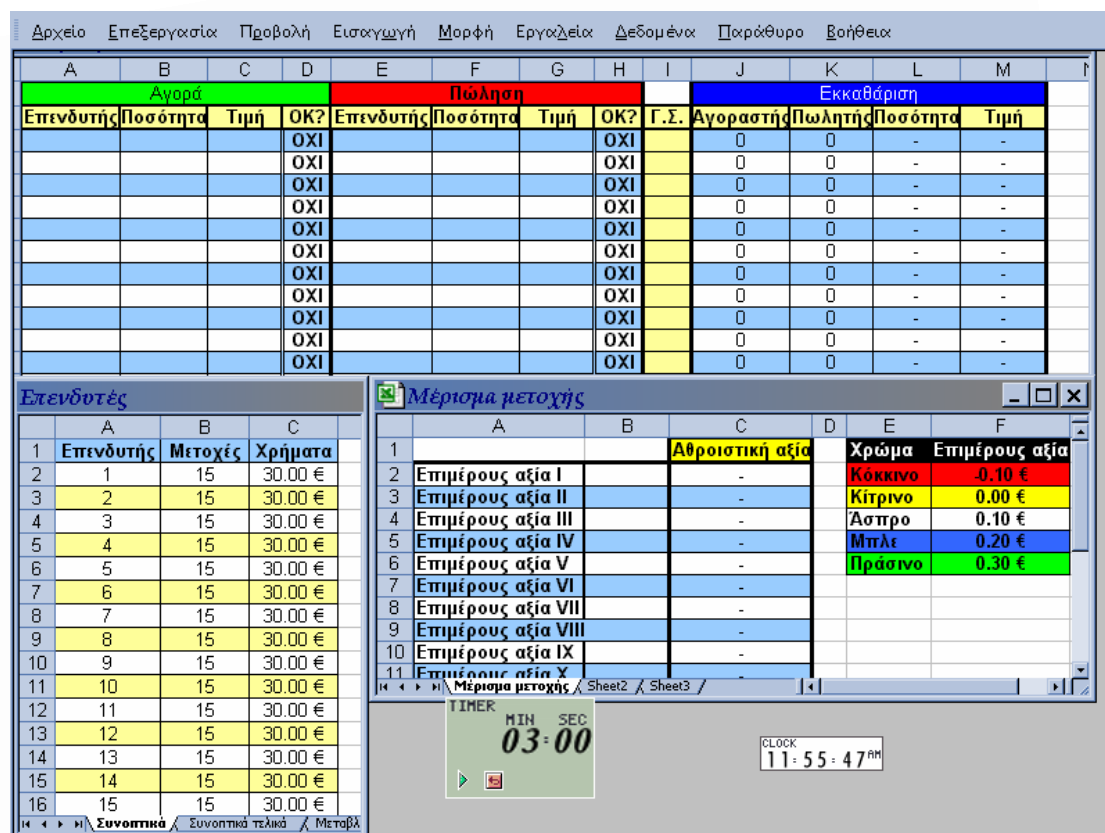 Αρχείο Επεξεργασία Προβολή Εισαγωγή Μορφή Εργαλεία Δεδομένα Παράθυρο Βοήθεια
A B C D E F G H I J K L M
Αγορά Πώληση Εκκαθάριση
Επενδυτής Ποσότητα Τιμή ΟΚ? Επενδυτής Ποσότητα Τιμή ΟΚ? Γ.Σ. Αγοραστής Πωλητής Ποσότητα Τιμή
ΟΧΙ ΟΧΙ 0 0 - -
ΟΧΙ ΟΧΙ 0 0 - -
ΟΧΙ ΟΧΙ 0 0 - -
ΟΧΙ ΟΧΙ 0 0 - -
ΟΧΙ ΟΧΙ 0 0 - -
ΟΧΙ ΟΧΙ 0 0 - -
ΟΧΙ ΟΧΙ 0 0 - -
ΟΧΙ ΟΧΙ 0 0 - -
ΟΧΙ ΟΧΙ 0 0 - -
ΟΧΙ ΟΧΙ 0 0 - -
ΟΧΙ ΟΧΙ 0 0 - -
Επενδυτές
A B C
1 Επενδυτής Μετοχές Χρήματα
2 1 15 30.00 €
3 2 15 30.00 €
4 3 15 30.00 €
5 4 15 30.00 €
6 5 15 30.00 €
7 6 15 30.00 €
8 7 15 30.00 €
9 8 15 30.00 €
10 9 15 30.00 €
11 10 15 30.00 €
12 11 15 30.00 €
13 12 15 30.00 €
14 13 15 30.00 €
15 14 15 30.00 €
16 15 15 30.00 €
Συνοπτικά Συνοπτικά τελικά Μεταβλ
Μέρισμα μετοχής
A B C D E F
1 Αθροιστική αξία Χρώμα Επιμέρους αξία
2 Επιμέρους αξία I - Κόκκινο -0.10 €
3 Επιμέρους αξία II - Κίτρινο 0.00 €
4 Επιμέρους αξία III - Άσπρο 0.10 €
5 Επιμέρους αξία IV - Μπλε 0.20 €
6 Επιμέρους αξία V - Πράσινο 0.30 €
7 Επιμέρους αξία VI -
8 Επιμέρους αξία VII -
9 Επιμέρους αξία VIII -
10 Επιμέρους αξία IX -
11 Επιμέρους αξία X -
Μέρισμα μετοχής Sheet2 Sheet3
TIMER
MIN SEC
03:00
CLOCK
11:55:47 AM